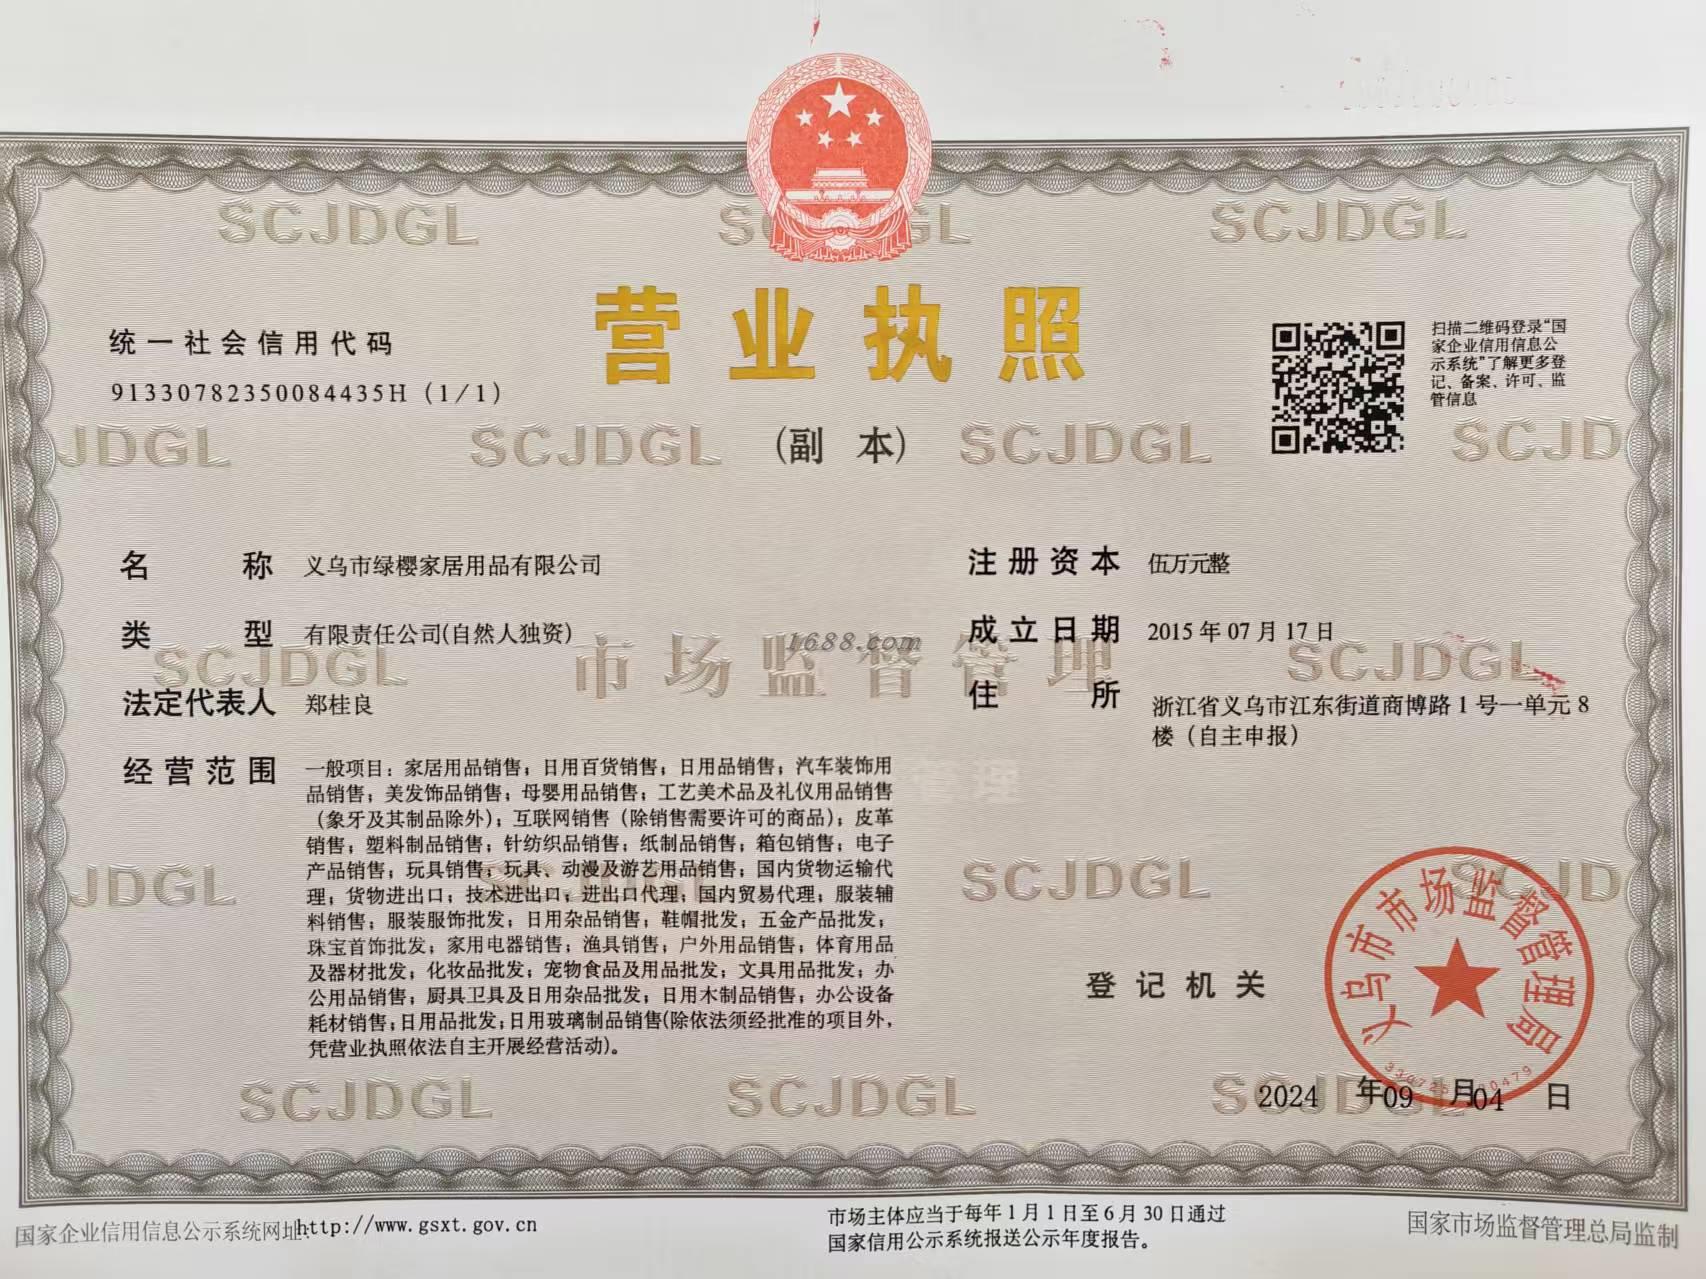 SCJDGL
SCJDGL
SCJDGL
营业执照
(副 本)
统一社会信用代码
91330782350084435H (1/1)
扫描二维码登录“国
家企业信用信息公
示系统”了解更多登
记、备案、许可、监
管信息
JDGL
SCJDGL
SCJDGL
SCJD
名 称 义乌市绿樱家居用品有限公司
注册资本 伍万元整
类 型 有限责任公司(自然人独资)
成立日期 2015 年 07 月 17 日
1688.com
SCJDGL
市场监督管理
SCJDGL
法定代表人 郑桂良
住 所 浙江省义乌市江东街道商博路 1 号一单元 8
楼（自主申报）
经营范围 一般项目：家居用品销售；日用百货销售；日用品销售；汽车装饰用
品销售；美发饰品销售；母婴用品销售；工艺美术品及礼仪用品销售
（象牙及其制品除外）；互联网销售（除销售需要许可的商品）；皮革
销售；塑料制品销售；针纺织品销售；纸制品销售；箱包销售；电子
产品销售；玩具销售；玩具、动漫及游艺用品销售；国内货物运输代
理；货物进出口；技术进出口；进出口代理；国内贸易代理；服装辅
料销售；服装服饰批发；日用杂品销售；鞋帽批发；五金产品批发；
珠宝首饰批发；家用电器销售；渔具销售；户外用品销售；体育用品
及器材批发；化妆品批发；宠物食品及用品批发；文具用品批发；办
公用品销售；厨具卫具及日用杂品批发；日用木制品销售；办公设备
耗材销售；日用品批发；日用玻璃制品销售(除依法须经批准的项目外，
凭营业执照依法自主开展经营活动)。
管理
JDGL
SCJDGL
SCJDGL
SCJD
登记机关
义乌市市场监督管理局
2024 年09 月04 日
SCJDGL
SCJDGL
SCJDGL
国家企业信用信息公示系统网址:http://www.gsxt.gov.cn
市场主体应当于每年 1 月 1 日至 6 月 30 日通过
国家信用公示系统报送公示年度报告。
国家市场监督管理总局监制